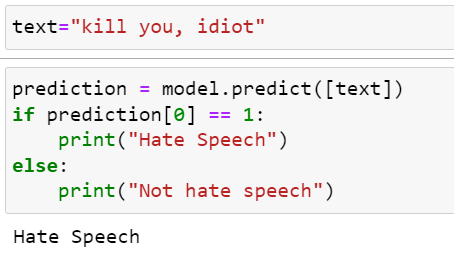 text="kill you, idiot"
prediction = model.predict([text])
if prediction[0] == 1:
    print("Hate Speech")
else:
    print("Not hate speech")
Hate Speech